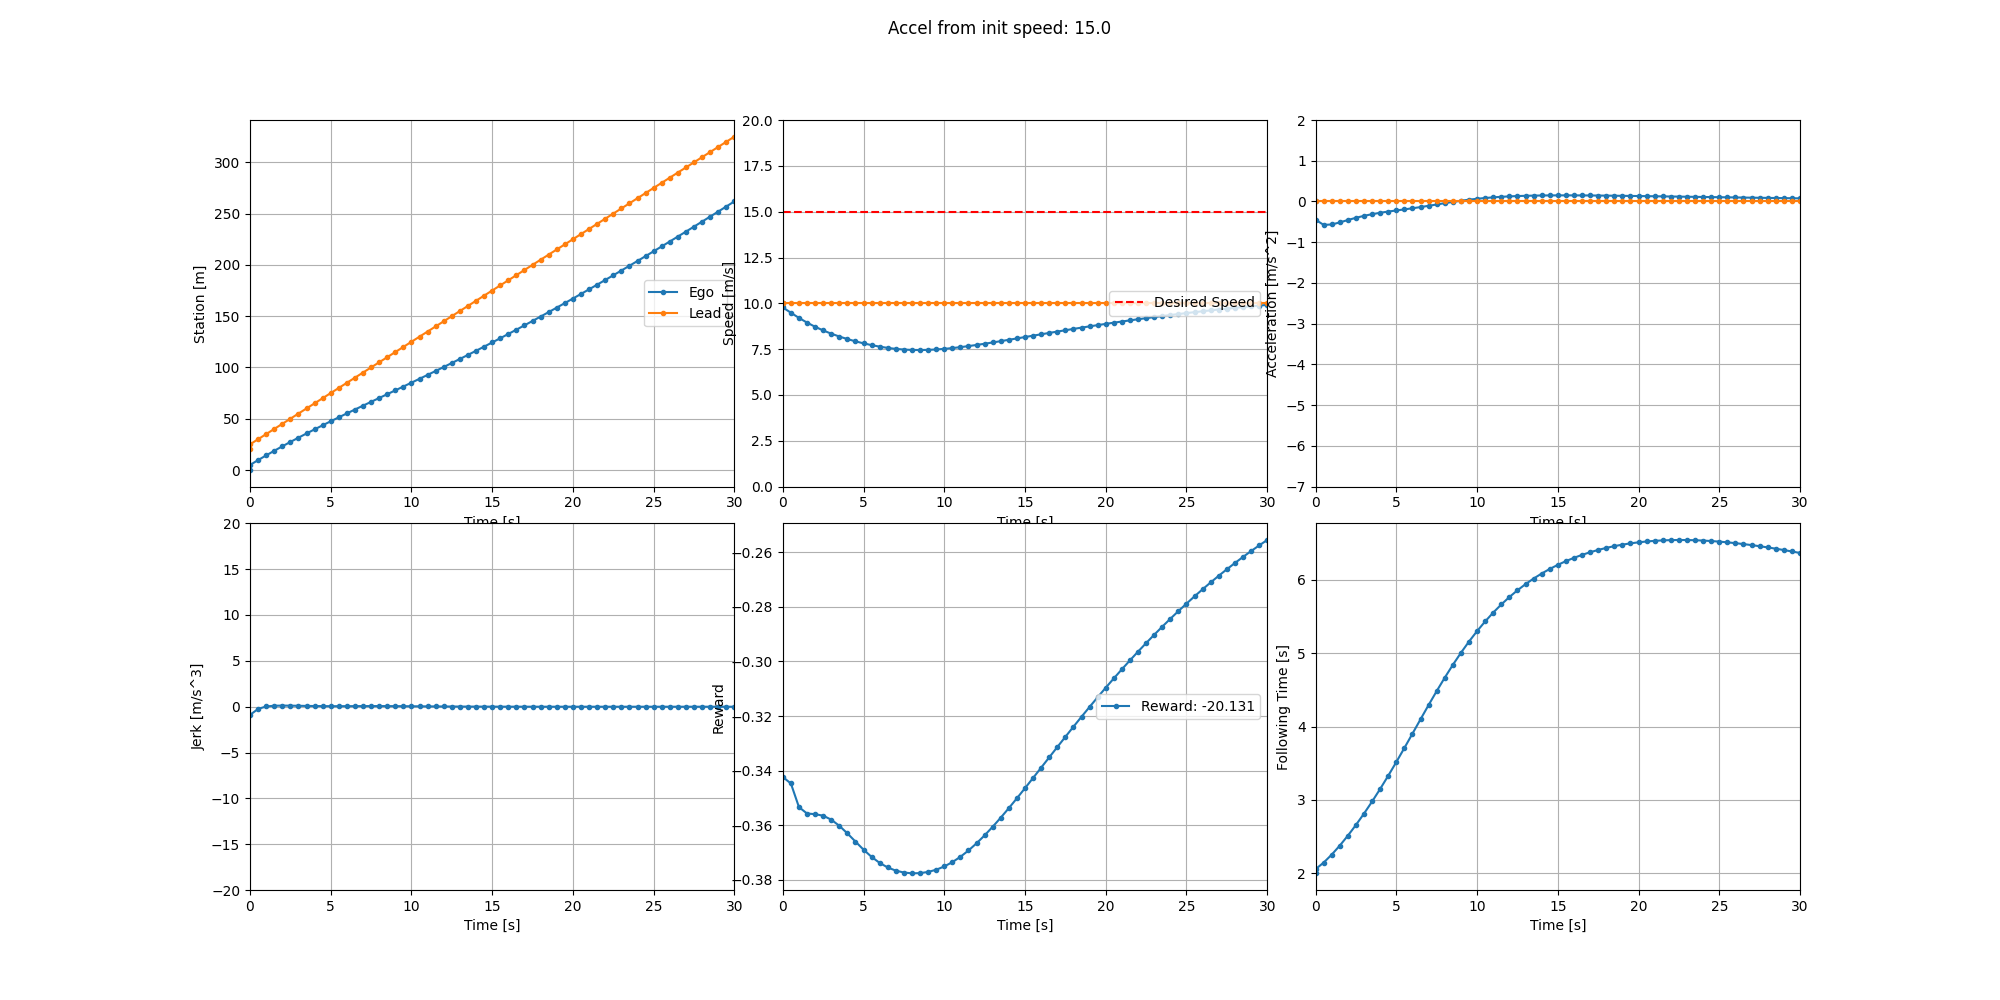 Accel from init speed: 15.0
Station [m]
300
250
200
150
100
50
0
Ego
Lead
0 5 10 15 20 25 30
Time [s]
Speed [m/s]
20.0
17.5
15.0
12.5
10.0
7.5
5.0
2.5
0.0
Desired Speed
0 5 10 15 20 25 30
Time [s]
Acceleration [m/s^2]
2
1
0
−1
−2
−3
−4
−5
−6
−7
0 5 10 15 20 25 30
Time [s]
Jerk [m/s^3]
20
15
10
5
0
−5
−10
−15
−20
0 5 10 15 20 25 30
Time [s]
Reward
−0.26
−0.28
−0.30
−0.32
−0.34
−0.36
−0.38
Reward: -20.131
0 5 10 15 20 25 30
Time [s]
Following Time [s]
6
5
4
3
2
0 5 10 15 20 25 30
Time [s]